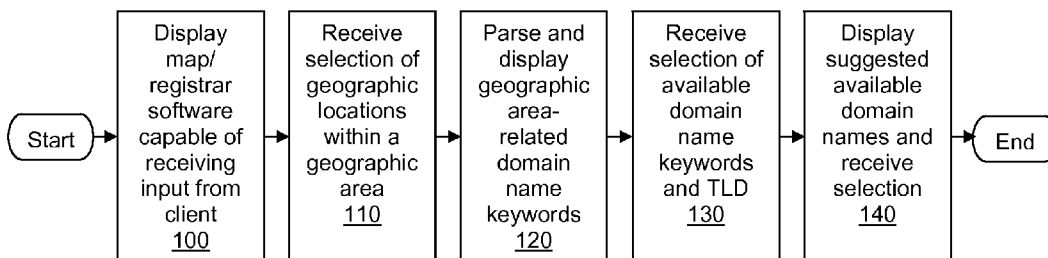 Start
Display
map/
registrar
software
capable of
receiving
input from
client
100
Receive
selection of
geographic
locations
within a
geographic
area
110
Parse and
display
geographic
area-
related
domain
name
keywords
120
Receive
selection of
available
domain
name
keywords
and TLD
130
Display
suggested
available
domain
names and
receive
selection
140
End